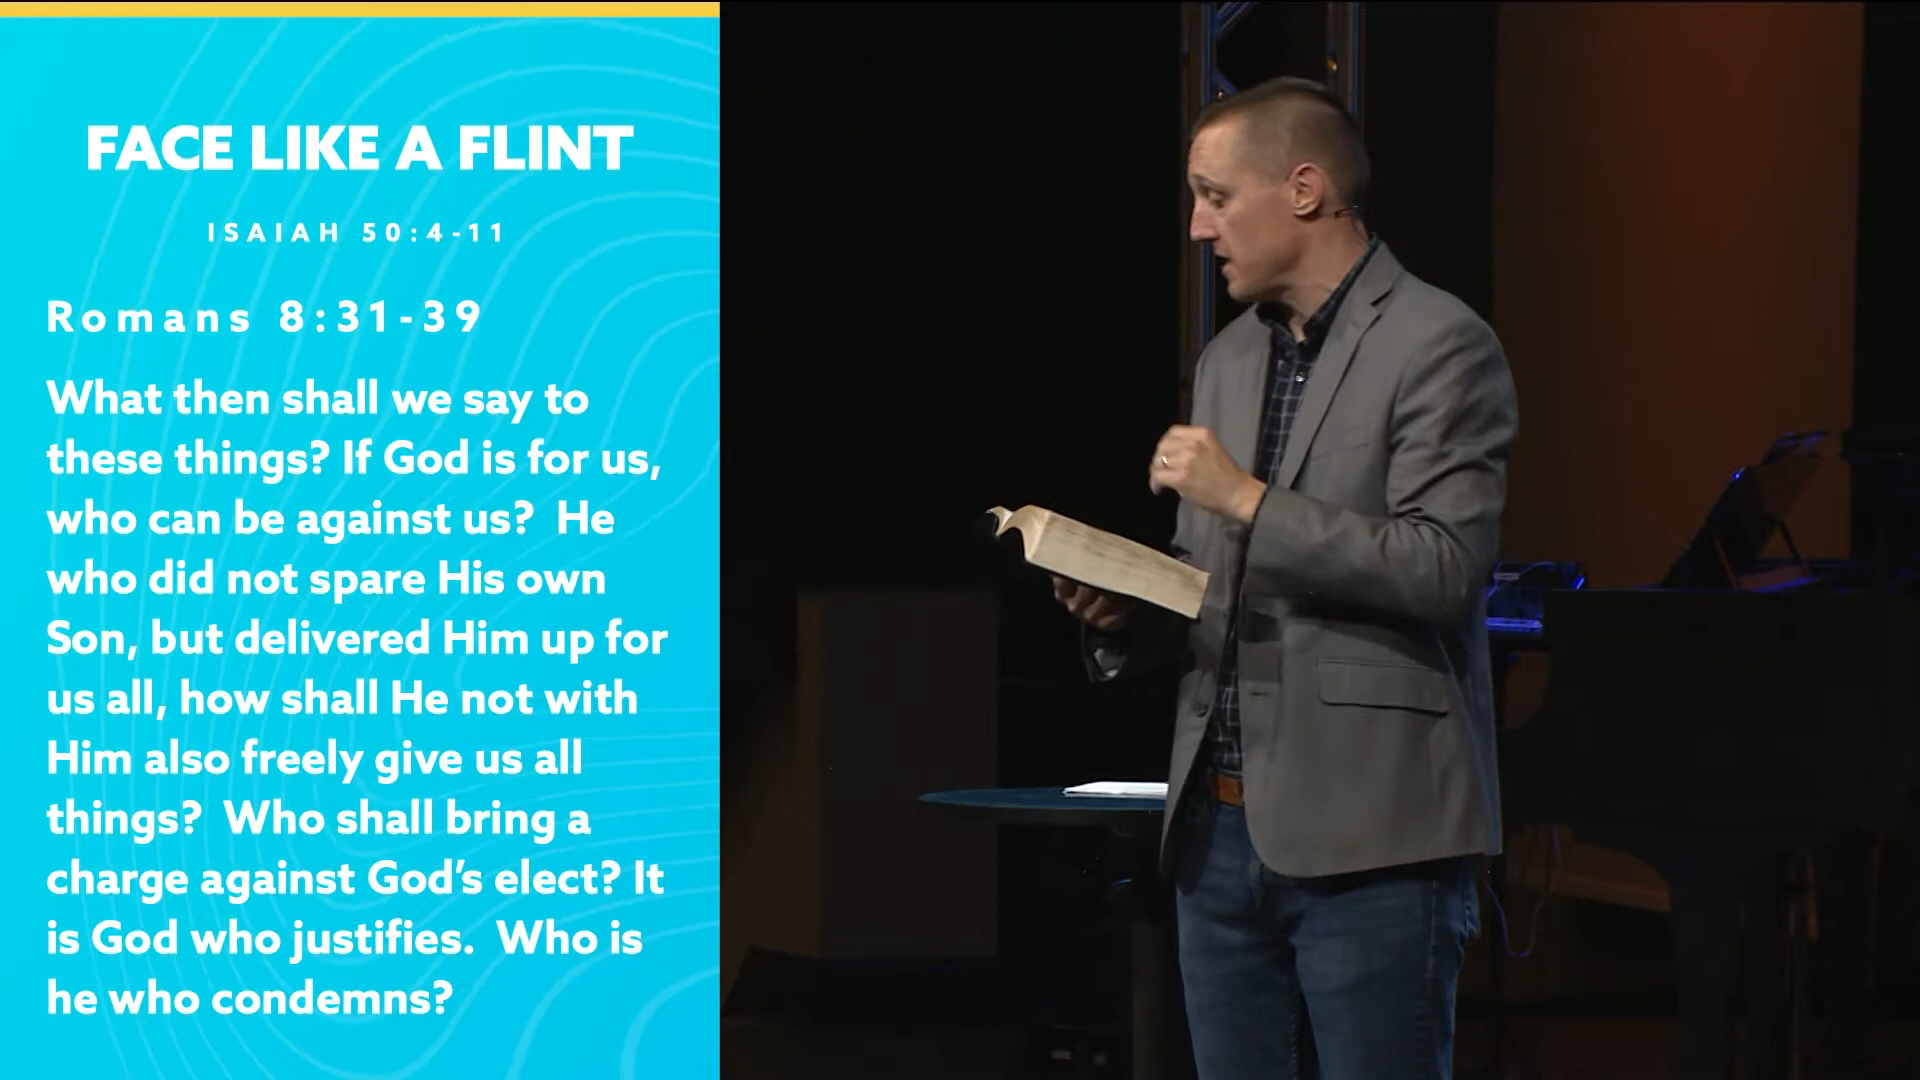 FACE LIKE A FLINT
ISAIAH 50:4-11
Romans 8:31-39
What then shall we say to
these things? If God is for us,
who can be against us?  He
who did not spare His own
Son, but delivered Him up for
us all, how shall He not with
Him also freely give us all
things?  Who shall bring a
charge against God’s elect? It
is God who justifies.  Who is
he who condemns?